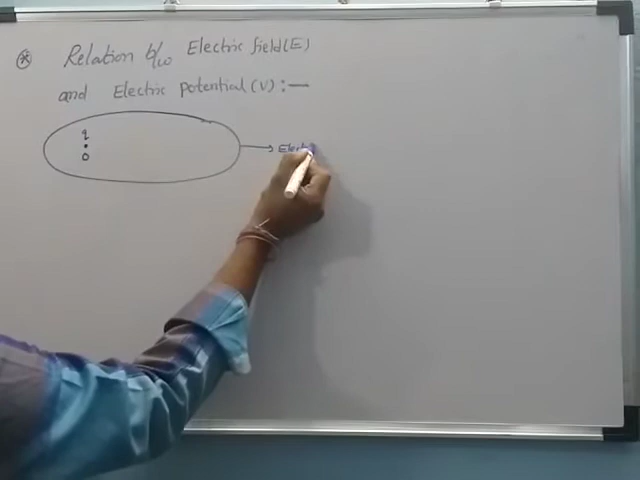 Relation b/w Electric field(E)
and Electric potential(V):—
q
O